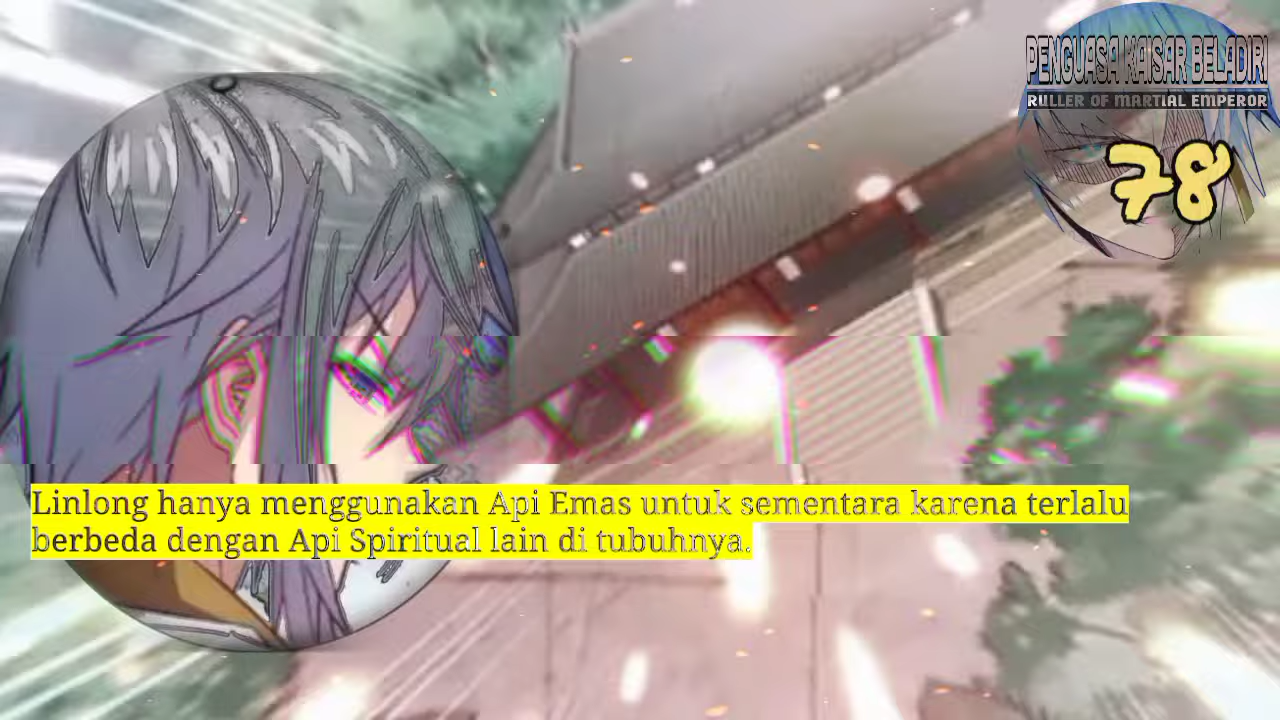 PENGUASA KAISAR BELADIRI
RULLER OF MARTIAL EMPEROR
78
Linlong hanya menggunakan Api Emas untuk sementara karena terlalu
berbeda dengan Api Spiritual lain di tubuhnya.